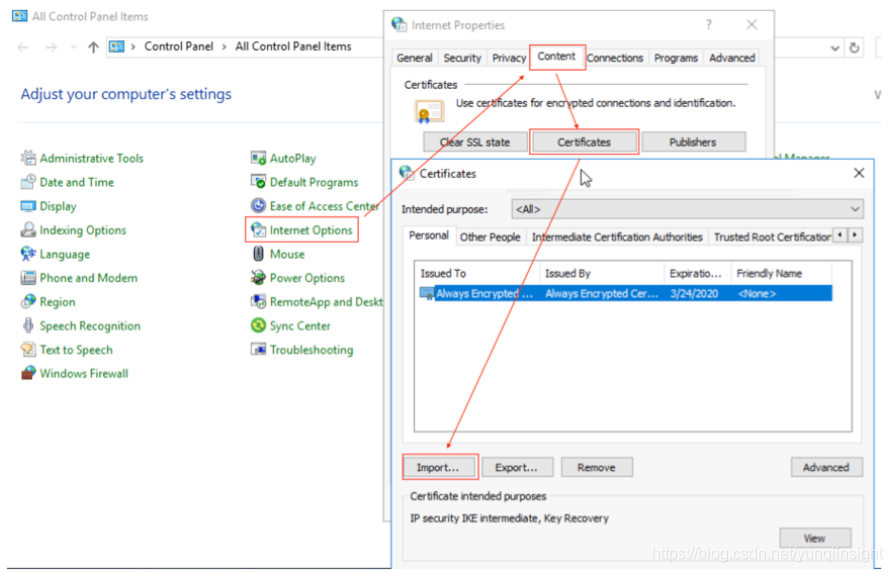 All Control Panel Items
Control Panel > All Control Panel Items
Adjust your computer's settings
Administrative Tools
Date and Time
Display
Indexing Options
Language
Phone and Modem
Region
Speech Recognition
Text to Speech
Windows Firewall
AutoPlay
Default Programs
Ease of Access Center
Internet Options
Mouse
Power Options
RemoteApp and Deskt
Sync Center
Troubleshooting
Internet Properties
General Security Privacy Content Connections Programs Advanced
Certificates
Use certificates for encrypted connections and identification.
Clear SSL state Certificates Publishers
Certificates
Intended purpose: <All>
Personal Other People Intermediate Certification Authorities Trusted Root Certification
Issued To Issued By Expiratio... Friendly Name
Always Encrypted ... Always Encrypted Cer... 3/24/2020 <None>
Import... Export... Remove Advanced
Certificate intended purposes
IP security IKE intermediate, Key Recovery
View
https://blog.csdn.net/yunqiinsight